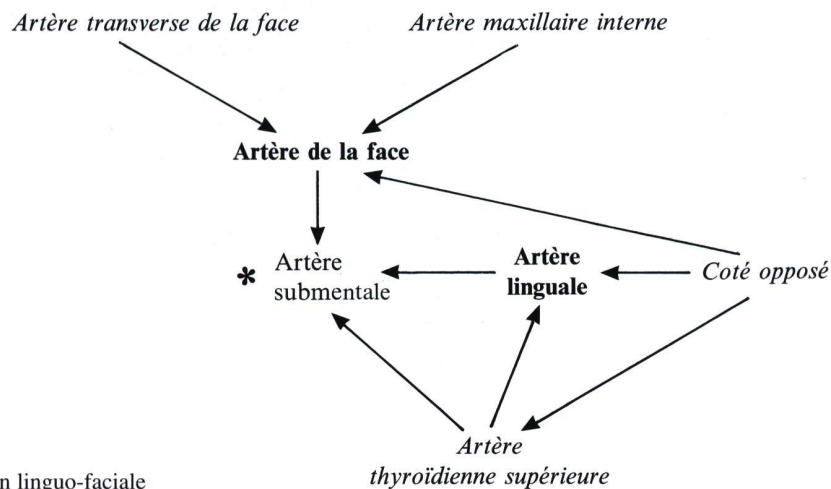 Artère transverse de la face
Artère maxillaire interne
Artère de la face
* Artère
submentale
Artère
linguale
Coté opposé
Artère
thyroïdienne supérieure
linguo-faciale